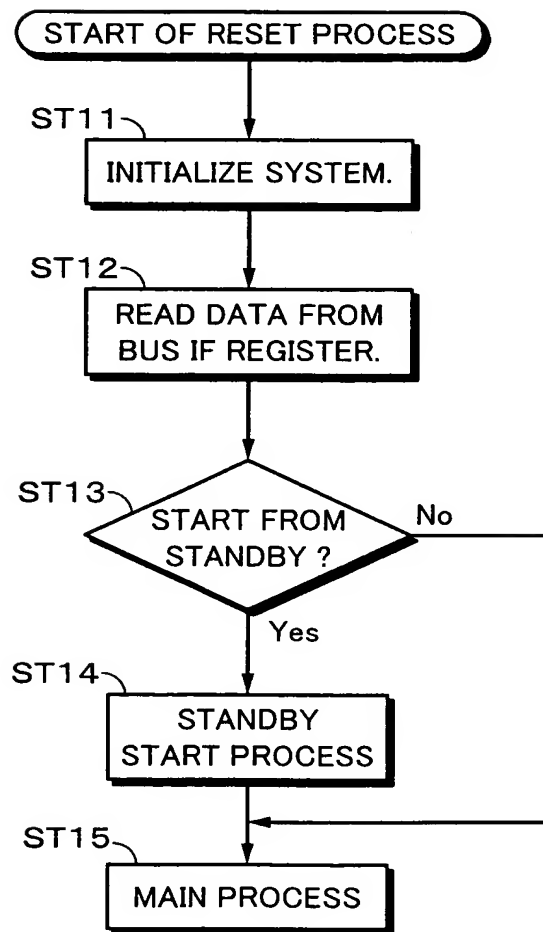 START OF RESET PROCESS
ST11
INITIALIZE SYSTEM.
ST12
READ DATA FROM
BUS IF REGISTER.
ST13
START FROM
STANDBY ?
No
Yes
ST14
STANDBY
START PROCESS
ST15
MAIN PROCESS